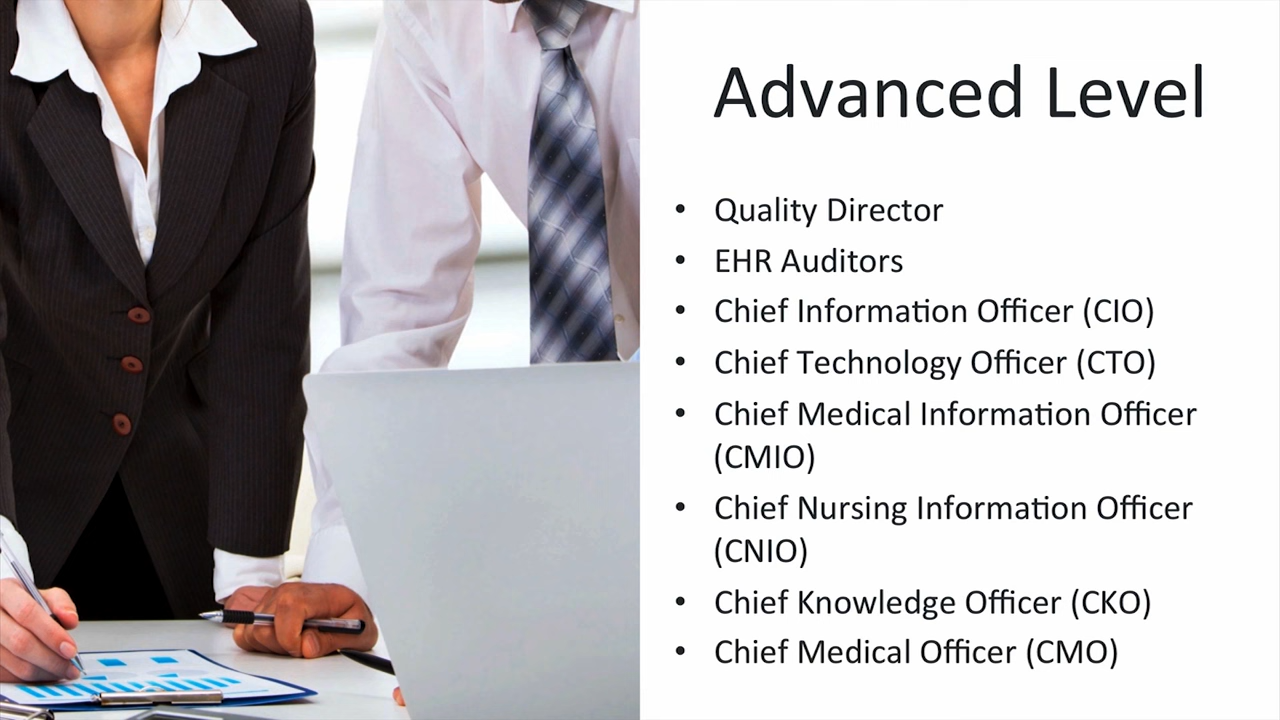 Advanced Level
• Quality Director
• EHR Auditors
• Chief Information Officer (CIO)
• Chief Technology Officer (CTO)
• Chief Medical Information Officer
(CMIO)
• Chief Nursing Information Officer
(CNIO)
• Chief Knowledge Officer (CKO)
• Chief Medical Officer (CMO)